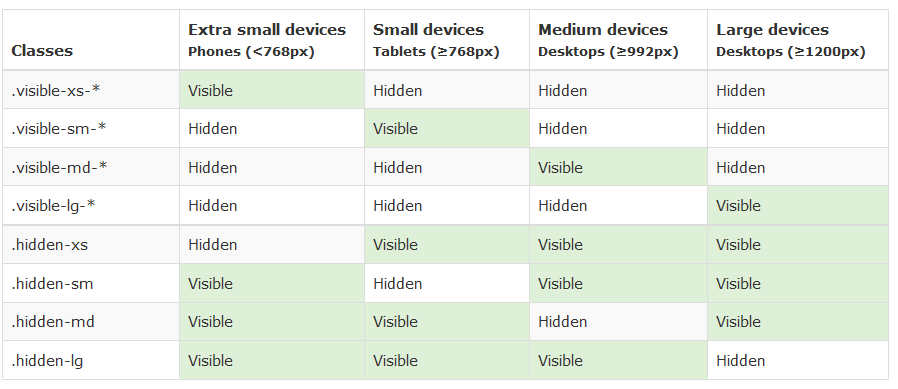 Classes Extra small devices Phones (<768px) Small devices Tablets (≥768px) Medium devices Desktops (≥992px) Large devices Desktops (≥1200px)
.visible-xs-* Visible Hidden Hidden Hidden
.visible-sm-* Hidden Visible Hidden Hidden
.visible-md-* Hidden Hidden Visible Hidden
.visible-lg-* Hidden Hidden Hidden Visible
.hidden-xs Hidden Visible Visible Visible
.hidden-sm Visible Hidden Visible Visible
.hidden-md Visible Visible Hidden Visible
.hidden-lg Visible Visible Visible Hidden